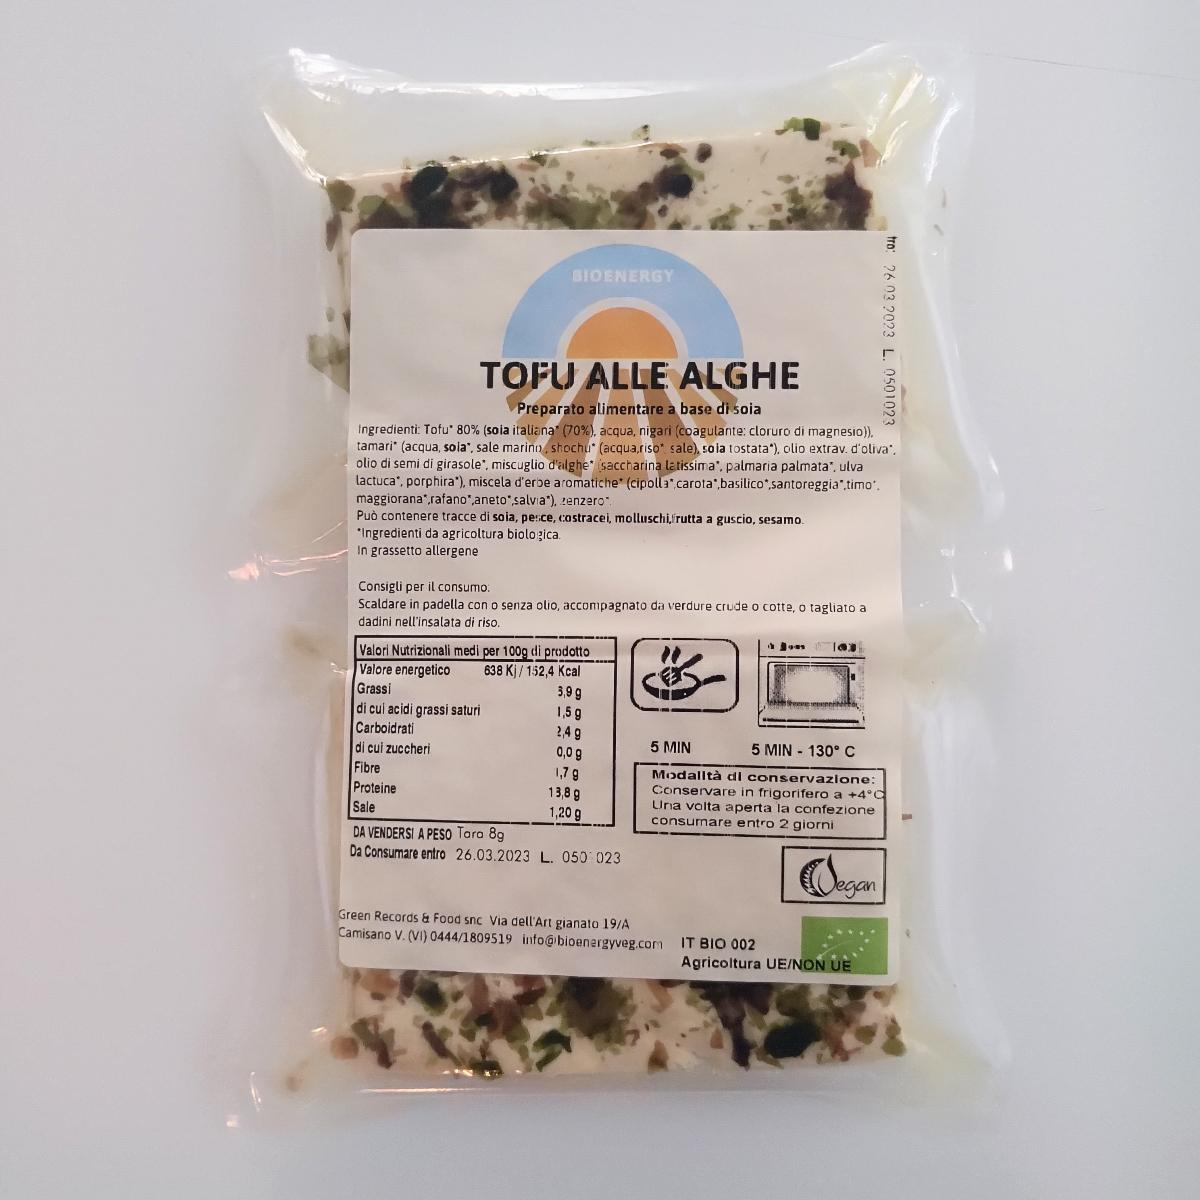 BIOENERGY
TOFU ALLE ALGHE
Preparato alimentare a base di soia
Ingredienti: Tofu* 80% (soia italiana* (70%), acqua, nigari (coagulante: cloruro di magnesio)),
tamari* (acqua, soia*, sale marino, shochu* (acqua,riso*, sale), soia tostata*), olio extrav. d'oliva*,
olio di semi di girasole*, miscuglio d'alghe* (saccharina latissima*, palmaria palmata*, ulva
lactuca*, porphira*), miscela d'erbe aromatiche* (cipolla*,carota*,basilico*,santoreggia*,timo*,
maggiorana*,rafano*,aneto*,salvia*), zenzero*.
Può contenere tracce di soia, pesce, crostacei, molluschi,frutta a guscio, sesamo.
*Ingredienti da agricoltura biologica.
In grassetto allergene
Consigli per il consumo:
Scaldare in padella con o senza olio, accompagnato da verdure crude o cotte, o tagliato a
dadini nell'insalata di riso.
Valori Nutrizionali medi per 100g di prodotto
Valore energetico 638 Kj / 152,4 Kcal
Grassi
di cui acidi grassi saturi 1,5 g
Carboidrati 2,4 g
di cui zuccheri 0,0 g
Fibre 1,7 g
Proteine 13,8 g
Sale 1,20 g
5 MIN
5 MIN - 130° C
Modalità di conservazione:
Conservare in frigorifero a +4°C
Una volta aperta la confezione
consumare entro 2 giorni
DA VENDERSI A PESO Tara 8g
Da Consumare entro 26.03.2023 L. 0501023
Vegan
Green Records & Food snc Via dell'Artigianato 19/A
Camisano V. (VI) 0444/1809519 info@bioenergyveg.com
IT BIO 002
Agricoltura UE/NON UE
tro: 26.03.2023 L. 0501023